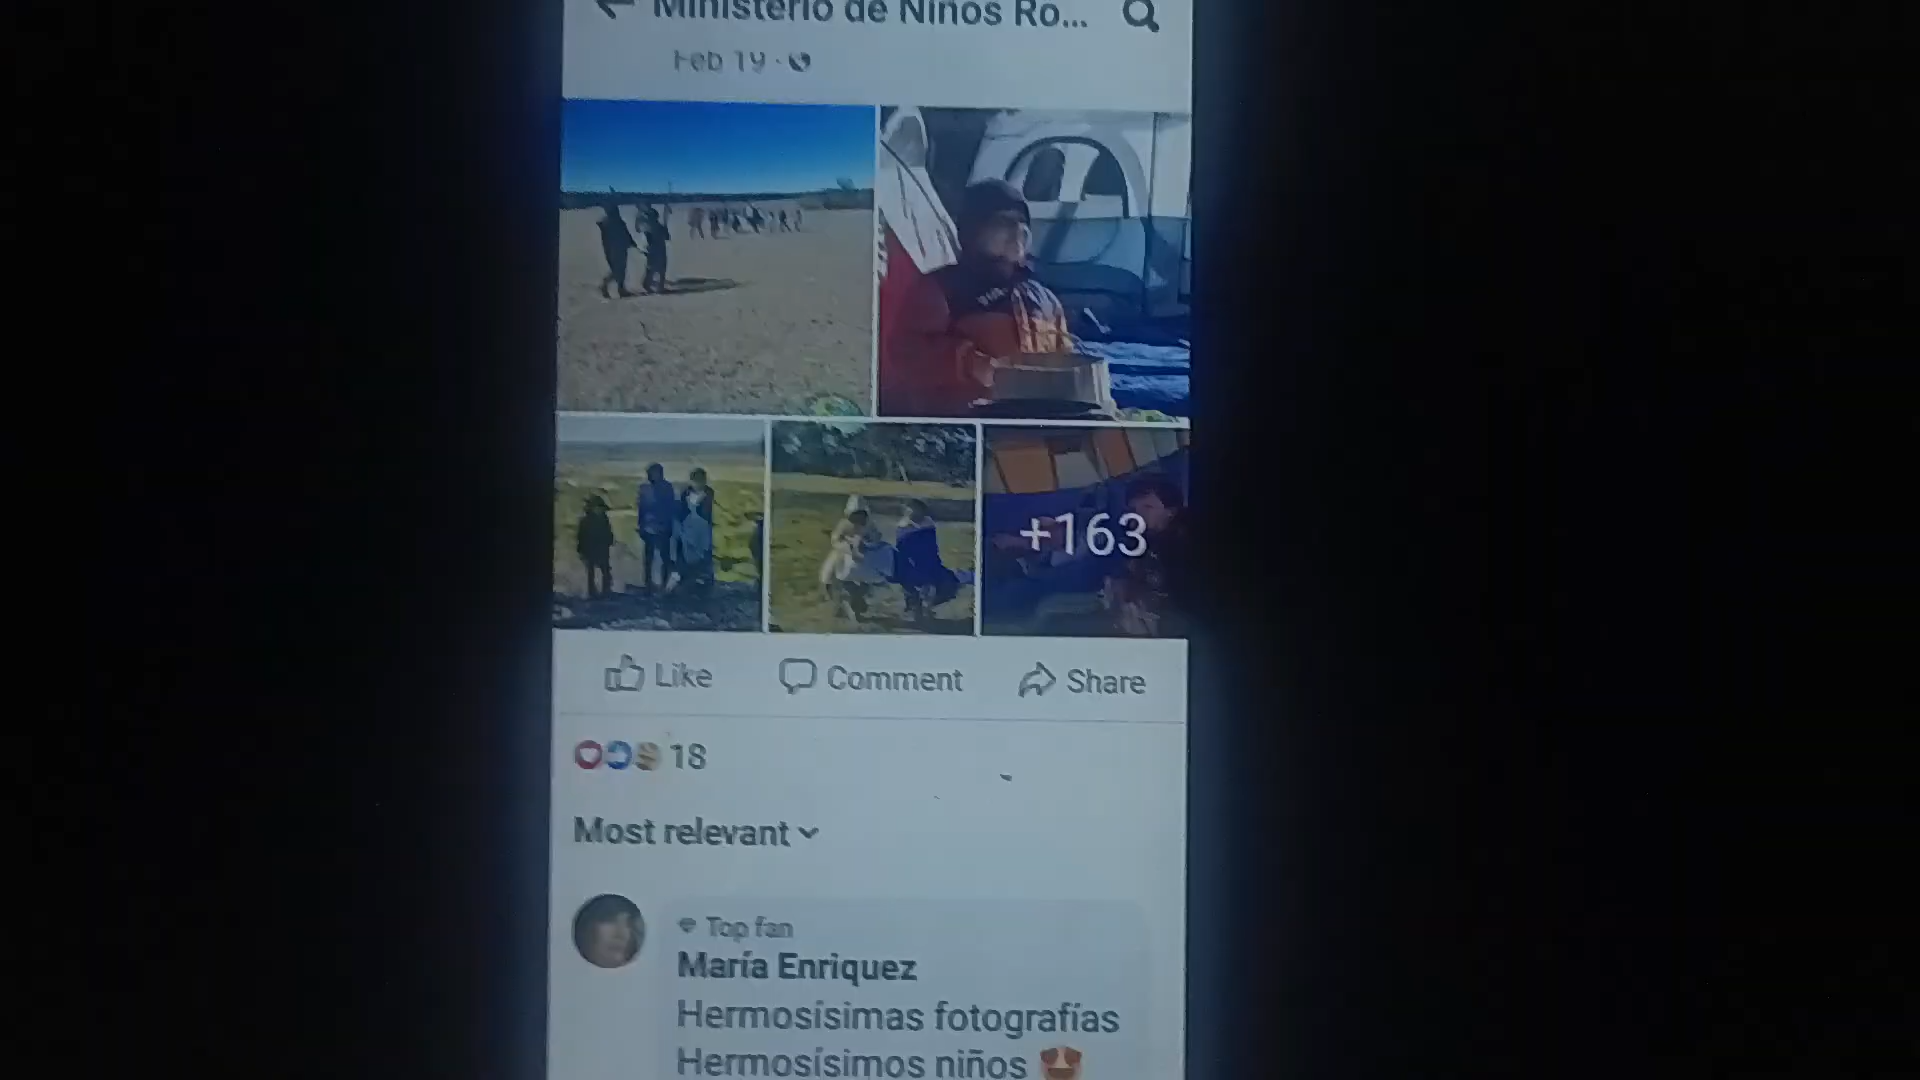 Ministerio de Niños Ro...
Feb 19 ·
+163
Like Comment Share
18
Most relevant
Top fan
María Enriquez
Hermosísimas fotografías
Hermosísimos niños 😍